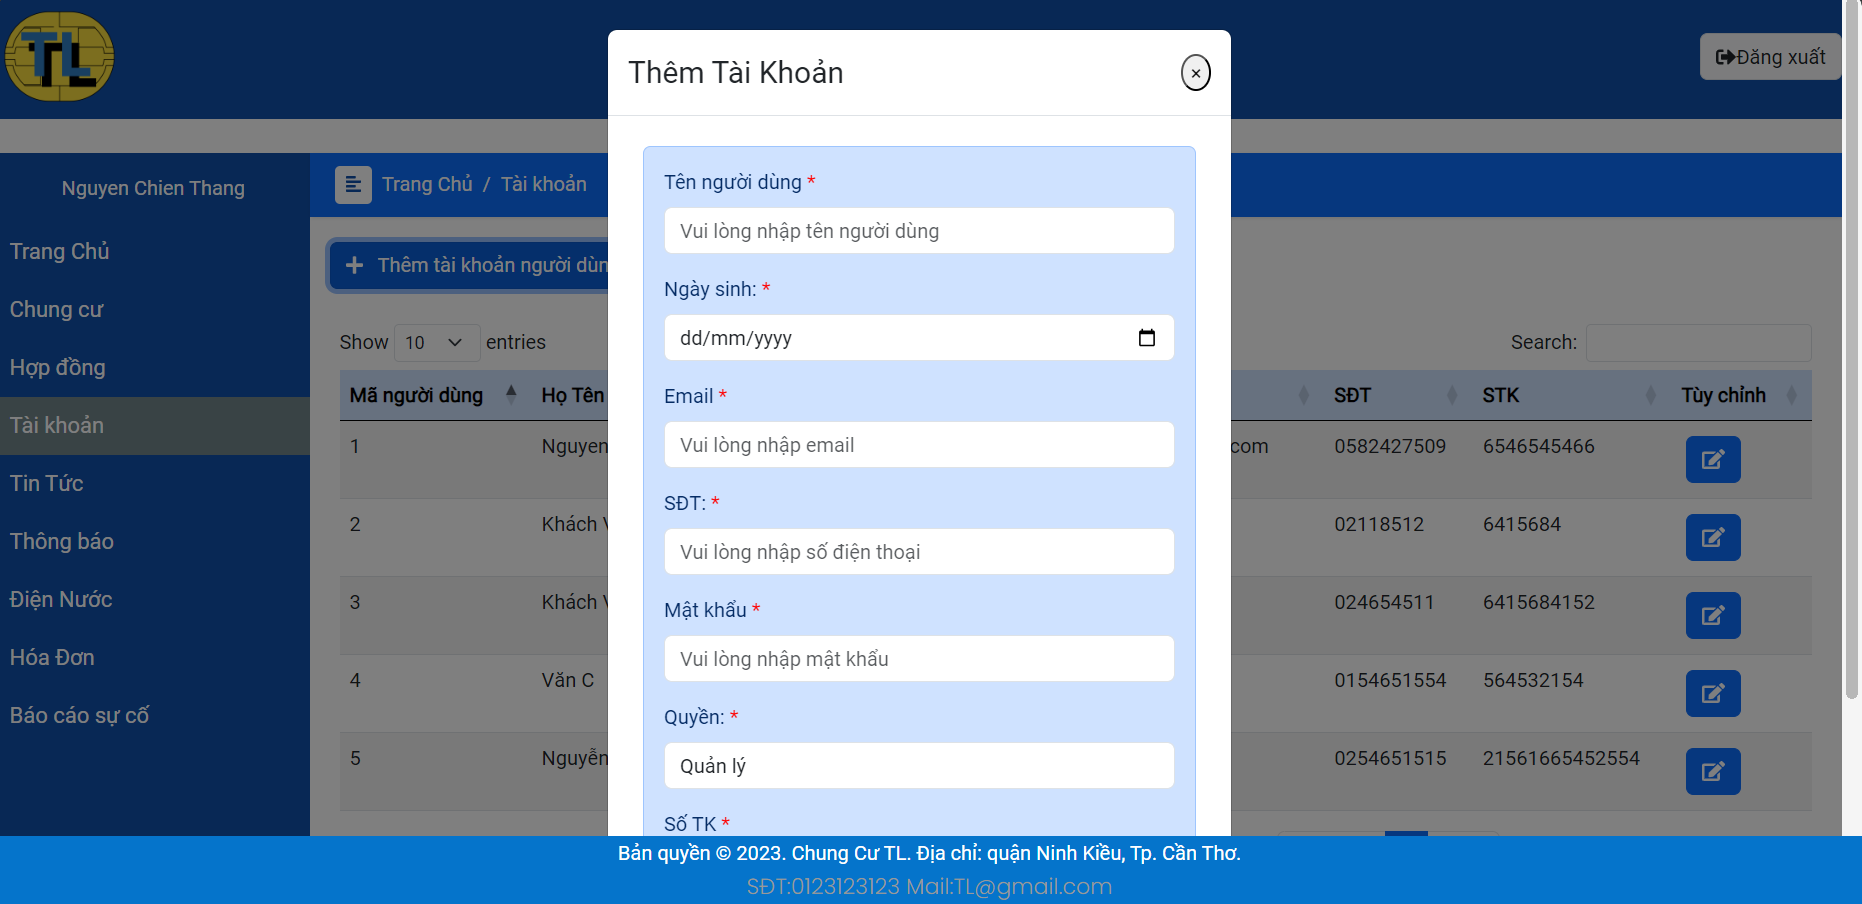 TL
Đăng xuất
Thêm Tài Khoản
×
Nguyen Chien Thang
Trang Chủ
Chung cư
Hợp đồng
Tài khoản
Tin Tức
Thông báo
Điện Nước
Hóa Đơn
Báo cáo sự cố
Trang Chủ / Tài khoản
Thêm tài khoản người
Show 10 entries
Search:
Mã người dùng Họ Tên SĐT STK Tùy chỉnh
1 Nguyen com 0582427509 6546545466
2 Khách 02118512 6415684
3 Khách 024654511 6415684152
4 Văn C 0154651554 564532154
5 Nguyễn 0254651515 21561665452554
Tên người dùng *
Vui lòng nhập tên người dùng
Ngày sinh: *
dd/mm/yyyy
Email *
Vui lòng nhập email
SĐT: *
Vui lòng nhập số điện thoại
Mật khẩu *
Vui lòng nhập mật khẩu
Quyền: *
Quản lý
Số TK *
Bản quyền © 2023. Chung Cư TL. Địa chỉ: quận Ninh Kiều, Tp. Cần Thơ.
SĐT:0123123123 Mail:TL@gmail.com